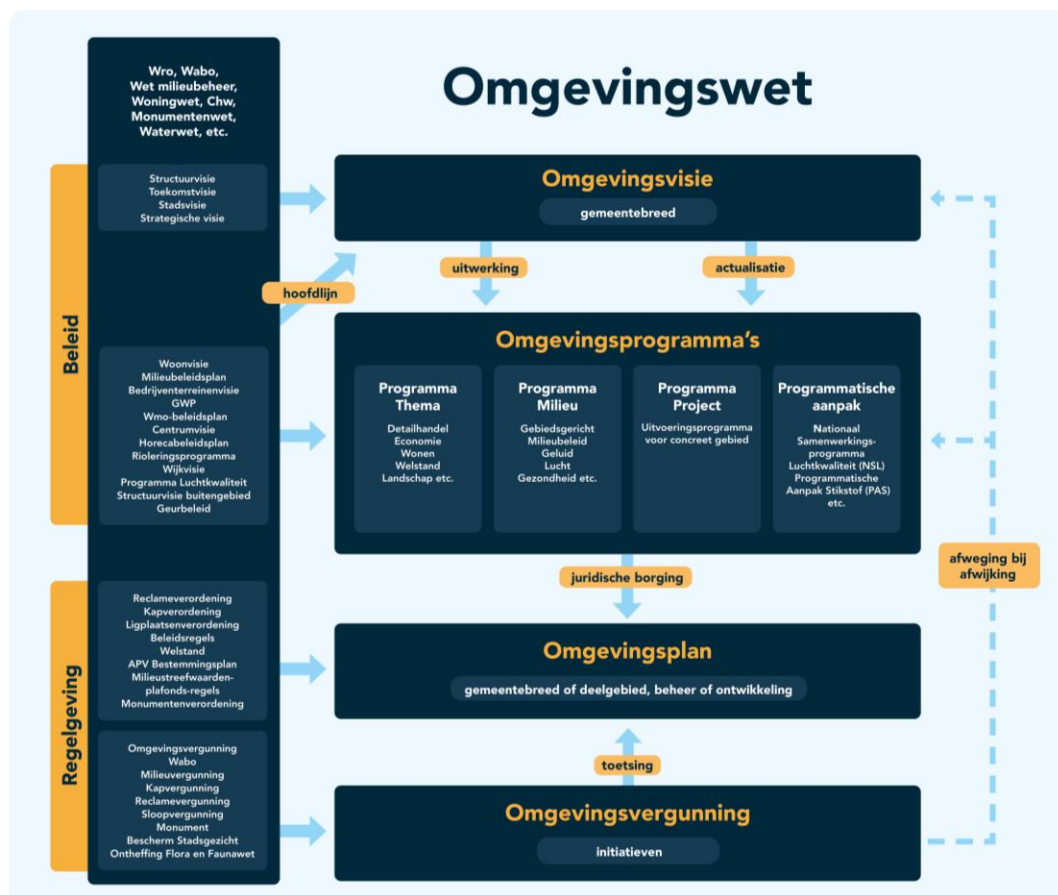 Omgevingswet
Wro, Wabo,
Wet milieubeheer,
Woningwet, Chw,
Monumentenwet,
Waterwet, etc.
Beleid
Structuurvisie
Toekomstvisie
Stadsvisie
Strategische visie
hoofdlijn
Woonvisie
Milieubeleidsplan
Bedrijventerreinenvisie
GWP
Wmo-beleidsplan
Centrumvisie
Horecabeleidsplan
Rioleringsprogramma
Wijkvisie
Programma Luchtkwaliteit
Structuurvisie buitengebied
Geurbeleid
Regelgeving
Reclameverordening
Kapverordening
Ligplaatsenverordening
Beleidsregels
Welstand
APV Bestemmingsplan
Milieustreefwaarden-
plafonds-regels
Monumentenverordening
Omgevingsvergunning
Wabo
Milieuvergunning
Kapvergunning
Reclamevergunning
Sloopvergunning
Monument
Bescherm Stadsgezicht
Ontheffing Flora en Faunawet
Omgevingsvisie
gemeentebreed
uitwerking
actualisatie
Omgevingsprogramma's
Programma
Thema
Detailhandel
Economie
Wonen
Welstand
Landschap etc.
Programma
Milieu
Gebiedsgericht
Milieubeleid
Geluid
Lucht
Gezondheid etc.
Programma
Project
Uitvoeringsprogramma
voor concreet gebied
Programmatische
aanpak
Nationaal
Samenwerkings-
programma
Luchtkwaliteit (NSL)
Programmatische
Aanpak Stikstof (PAS)
etc.
juridische borging
Omgevingsplan
gemeentebreed of deelgebied, beheer of ontwikkeling
toetsing
Omgevingsvergunning
initiatieven
afweging bij
afwijking